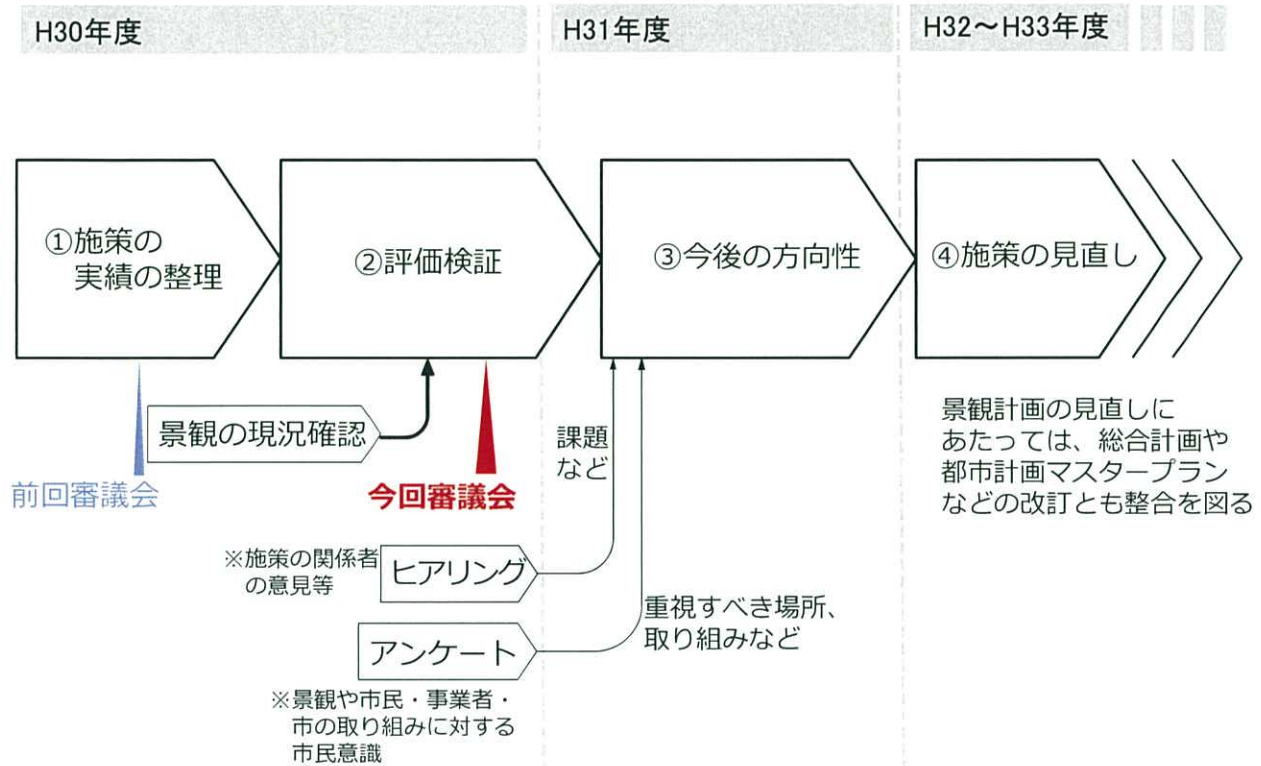 H30年度
H31年度
H32～H33年度
①施策の
実績の整理
②評価検証
③今後の方向性
④施策の見直し
景観の現況確認
前回審議会
今回審議会
課題
など
景観計画の見直しに
あたっては、総合計画や
都市計画マスタープラン
などの改訂とも整合を図る
※施策の関係者
の意見等
ヒアリング
重視すべき場所、
取り組みなど
アンケート
※景観や市民・事業者・
市の取り組みに対する
市民意識